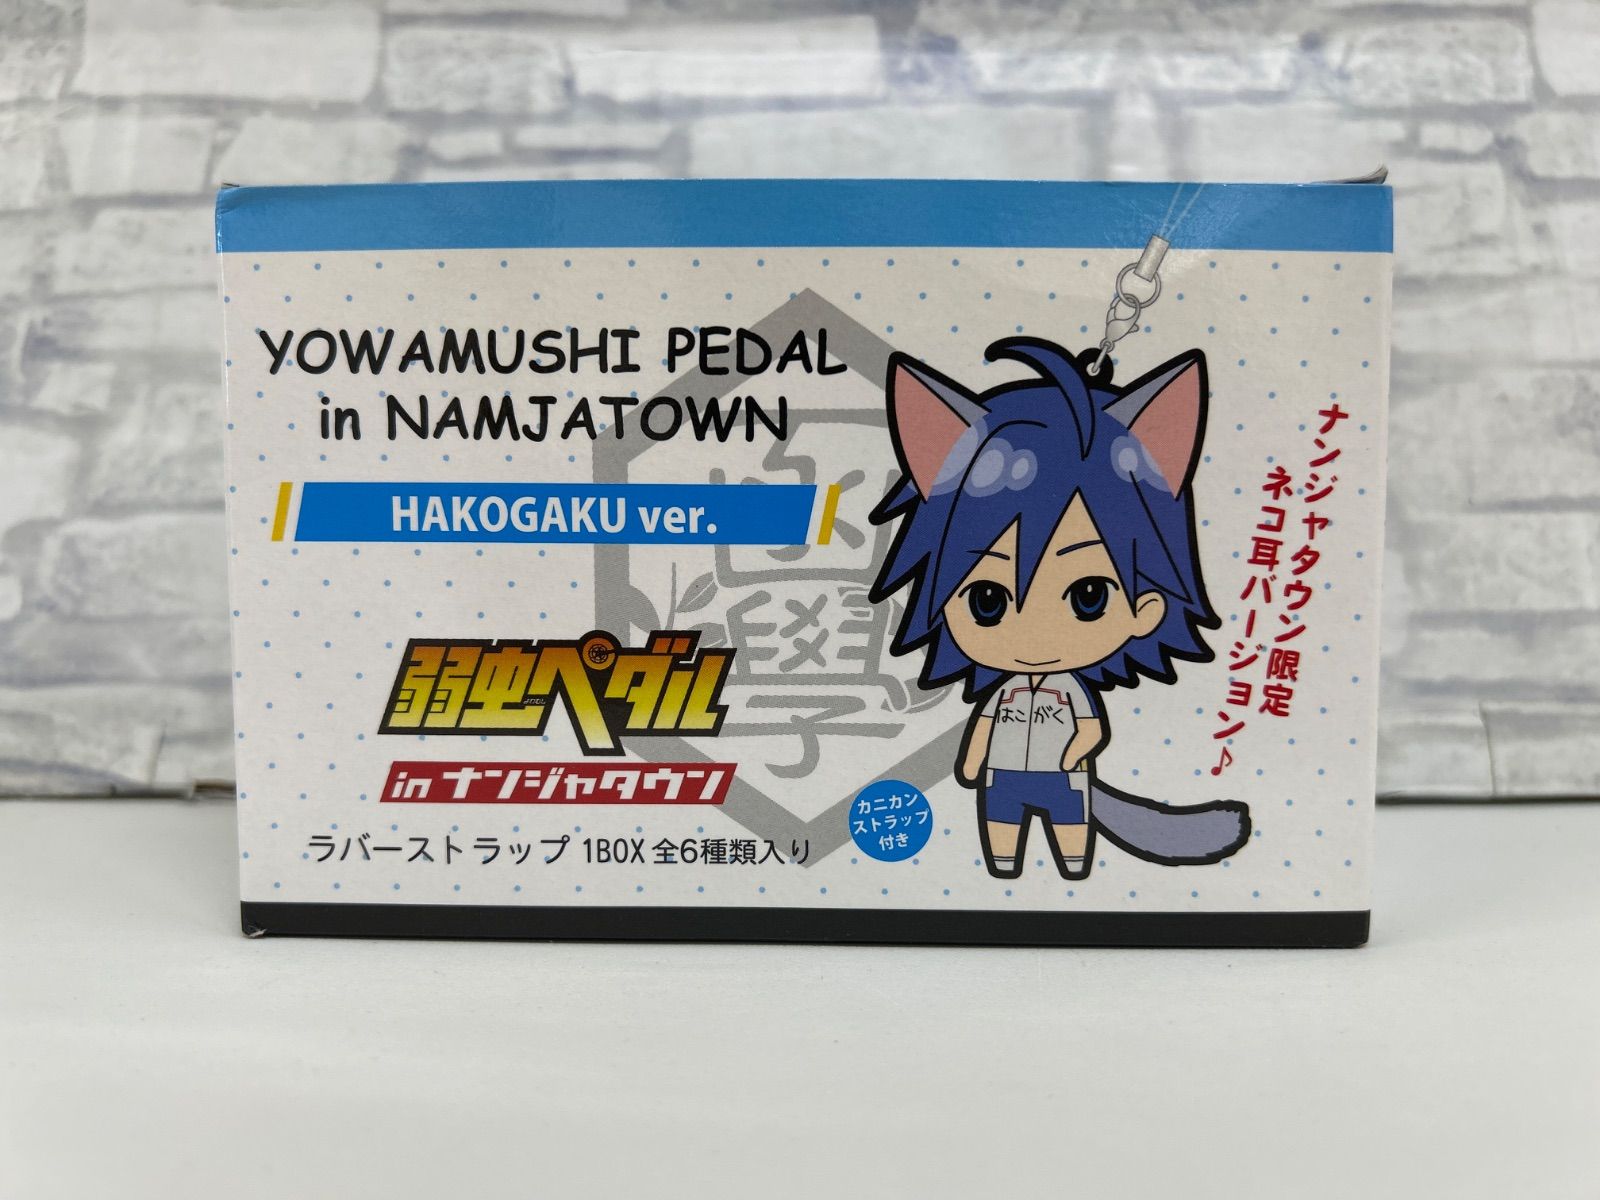 YOWAMUSHI PEDAL
in NAMJATOWN
HAKOGAKU ver.
弱虫ペダル
in ナンジャタウン
ラバーストラップ 1BOX 全6種類入り
函學
学
はこがく
カニカン
ストラップ
付き
ナンジャタウン限定
ネコ耳バージョン♪